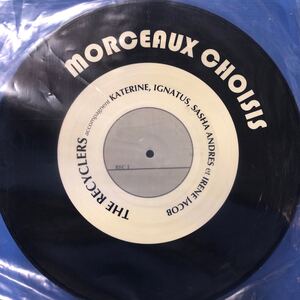 MORCEAUX CHOISIS
THE RECYCLERS accompagnent KATERINE, IGNATUS, SASHA ANDRES et IRENE JACOB